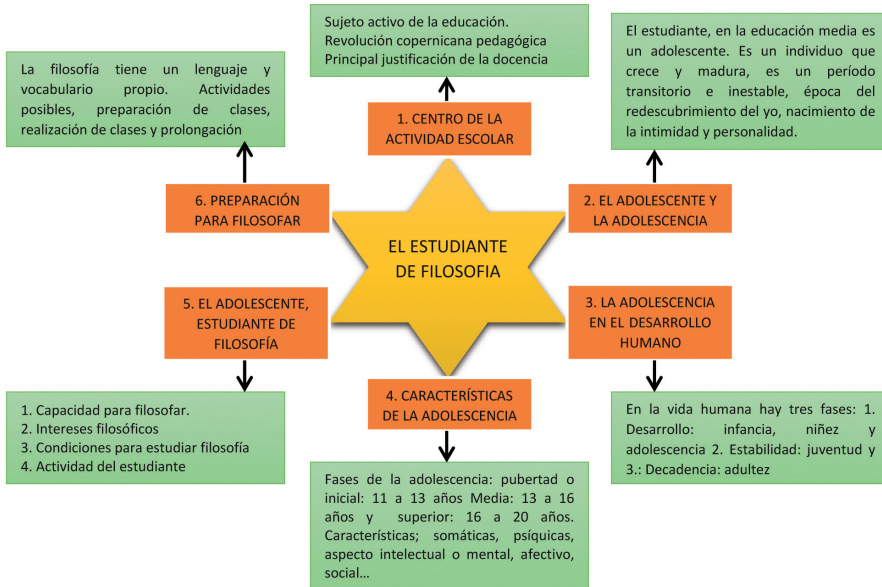 EL ESTUDIANTE
DE FILOSOFIA
1. CENTRO DE LA
ACTIVIDAD ESCOLAR
Sujeto activo de la educación.
Revolución copernicana pedagógica
Principal justificación de la docencia
2. EL ADOLESCENTE Y
LA ADOLESCENCIA
El estudiante, en la educación media es
un adolescente. Es un individuo que
crece y madura, es un período
transitorio e inestable, época del
redescubrimiento del yo, nacimiento de
la intimidad y personalidad.
3. LA ADOLESCENCIA
EN EL DESARROLLO
HUMANO
En la vida humana hay tres fases: 1.
Desarrollo: infancia, niñez y
adolescencia 2. Estabilidad: juventud y
3.: Decadencia: adultez
4. CARACTERÍSTICAS
DE LA ADOLESCENCIA
Fases de la adolescencia: pubertad o
inicial: 11 a 13 años Media: 13 a 16
años y superior: 16 a 20 años.
Características; somáticas, psíquicas,
aspecto intelectual o mental, afectivo,
social...
5. EL ADOLESCENTE,
ESTUDIANTE DE
FILOSOFÍA
1. Capacidad para filosofar.
2. Intereses filosóficos
3. Condiciones para estudiar filosofía
4. Actividad del estudiante
6. PREPARACIÓN
PARA FILOSOFAR
La filosofía tiene un lenguaje y
vocabulario propio. Actividades
posibles, preparación de clases,
realización de clases y prolongación